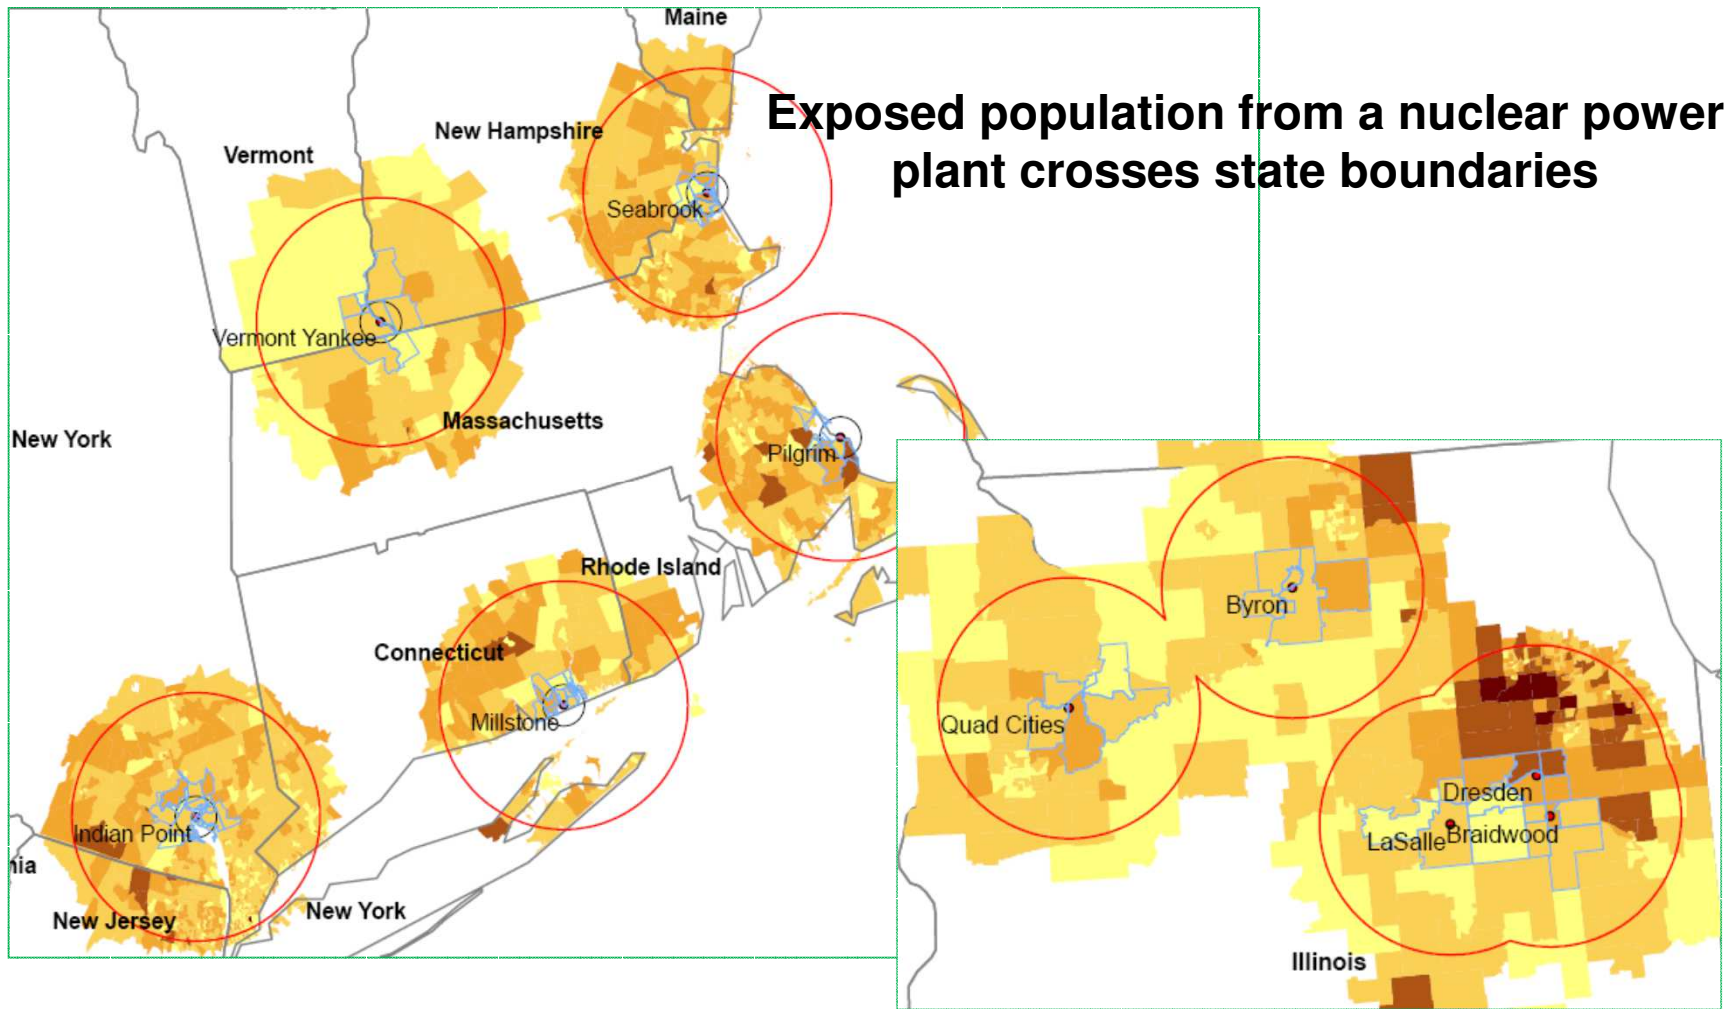 Maine
Exposed population from a nuclear power
plant crosses state boundaries
New Hampshire
Vermont
Seabrook
Vermont Yankee
Massachusetts
New York
Pilgrim
Rhode Island
Connecticut
Millstone
Indian Point
nia
New Jersey
New York
Byron
Quad Cities
Dresden
LaSalle
Braidwood
Illinois